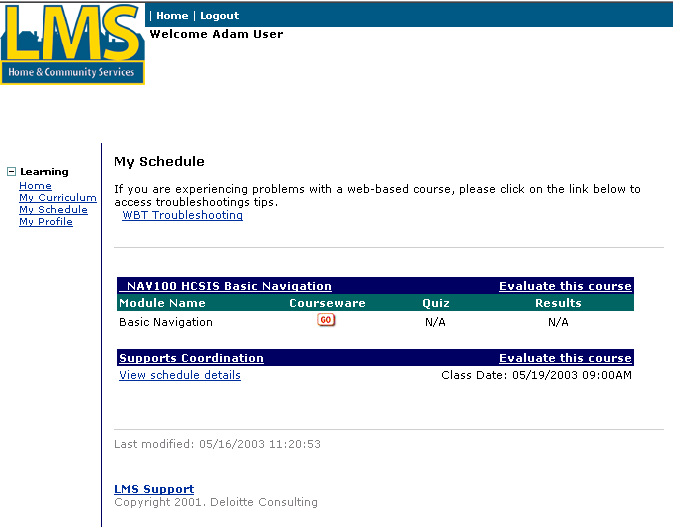 LMS
Home & Community Services
| Home | Logout
Welcome Adam User
Learning
Home
My Curriculum
My Schedule
My Profile
My Schedule
If you are experiencing problems with a web-based course, please click on the link below to
access troubleshootings tips.
WBT Troubleshooting
NAV100 HCSIS Basic Navigation Evaluate this course
Module Name Courseware Quiz Results
Basic Navigation GO N/A N/A
Supports Coordination Evaluate this course
View schedule details Class Date: 05/19/2003 09:00AM
Last modified: 05/16/2003 11:20:53
LMS Support
Copyright 2001. Deloitte Consulting